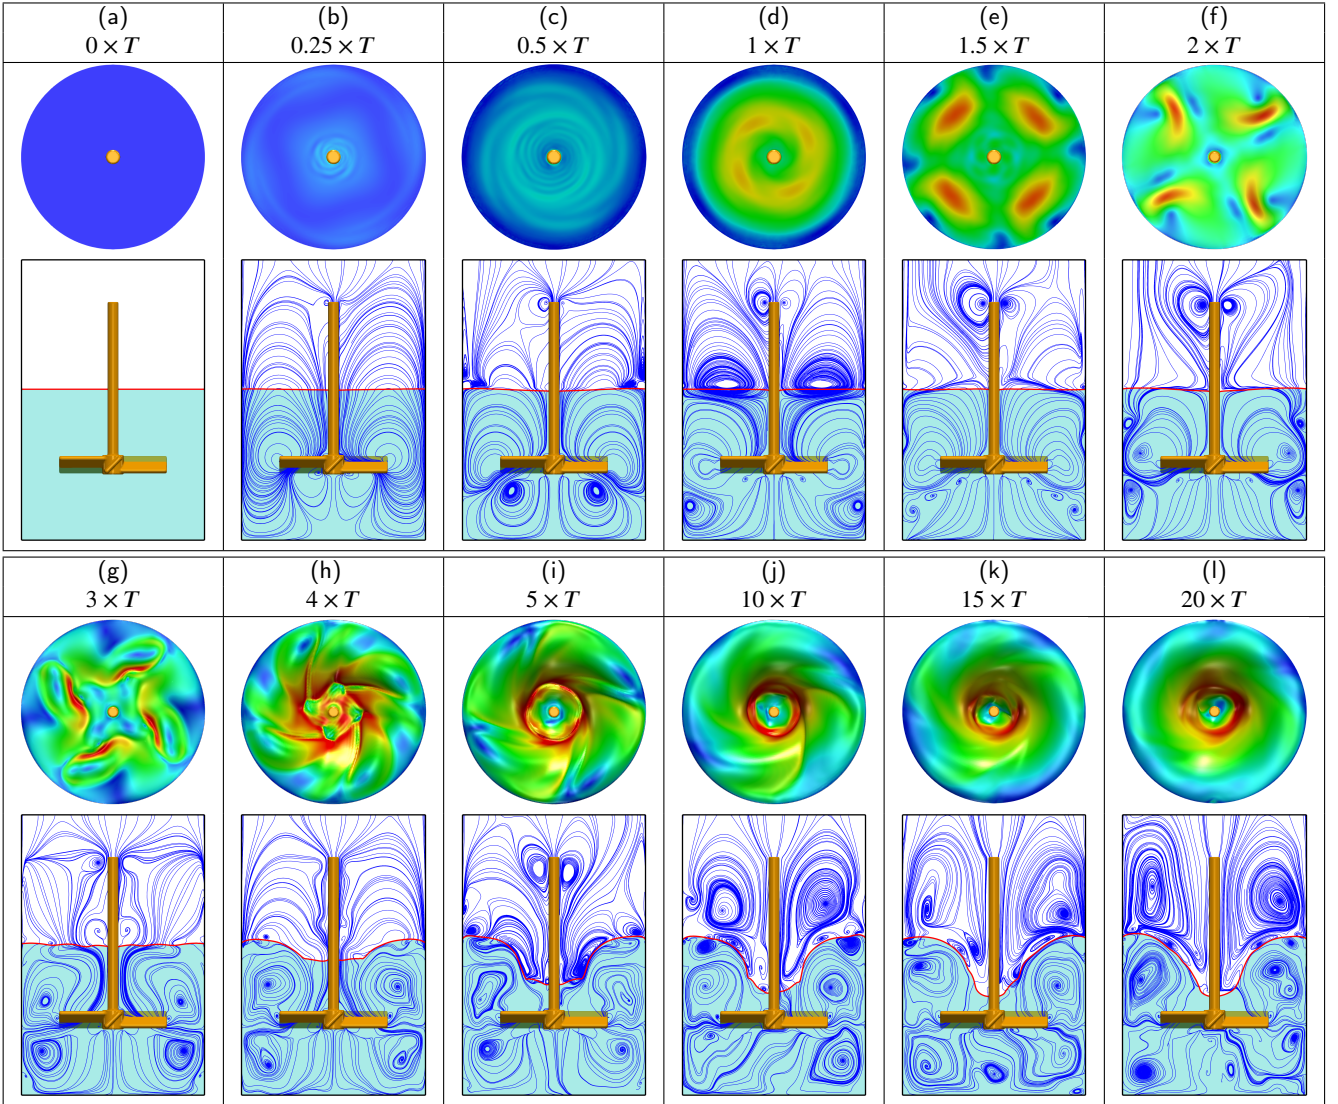 (a) (b) (c) (d) (e) (f)
0 × T 0.25 × T 0.5 × T 1 × T 1.5 × T 2 × T
(g) (h) (i) (j) (k) (l)
3 × T 4 × T 5 × T 10 × T 15 × T 20 × T